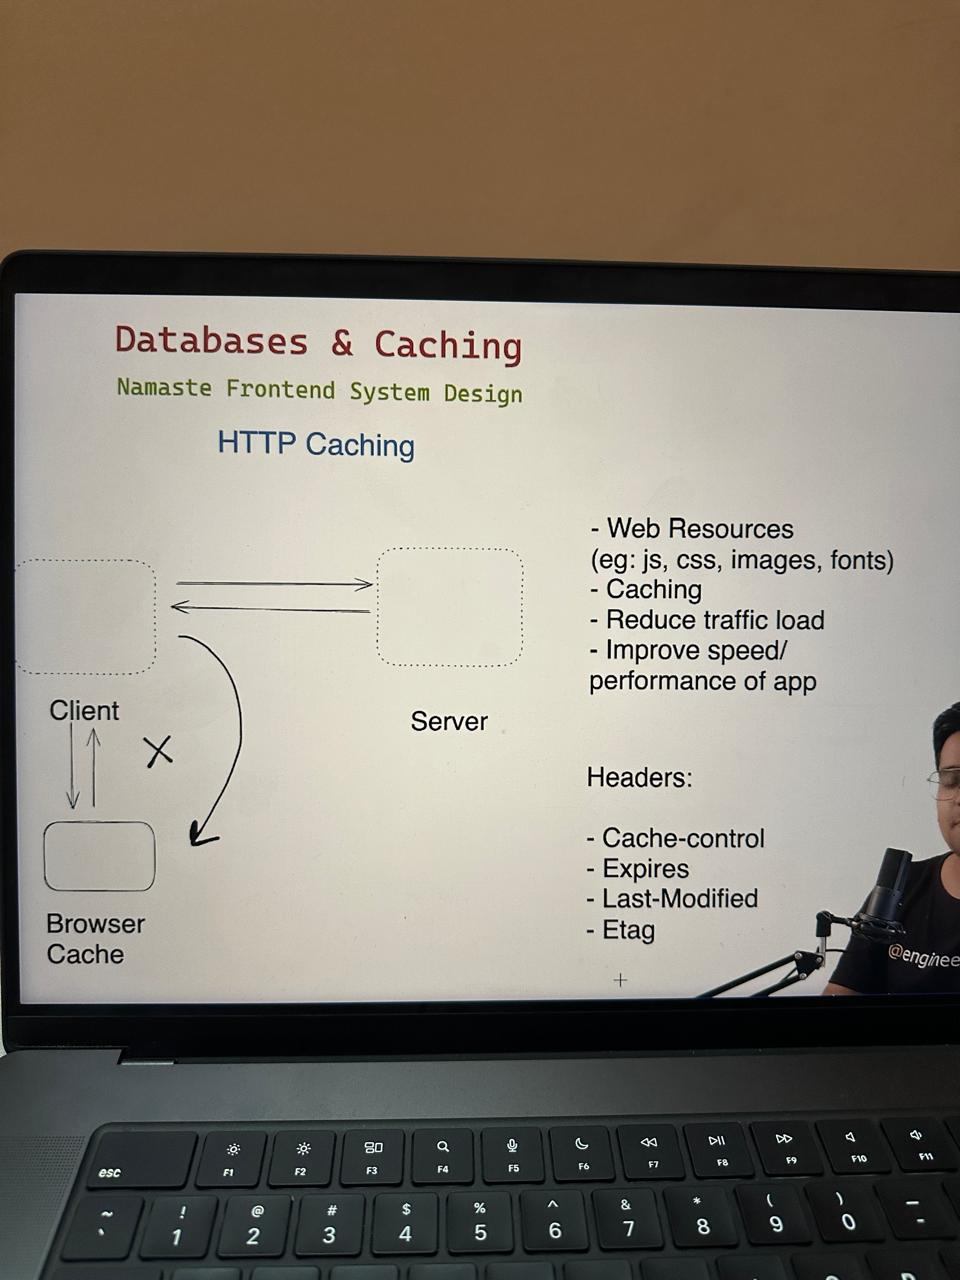 Databases & Caching
Namaste Frontend System Design
HTTP Caching
- Web Resources
(eg: js, css, images, fonts)
- Caching
- Reduce traffic load
- Improve speed/
performance of app
Client
Server
X
Browser
Cache
Headers:
- Cache-control
- Expires
- Last-Modified
- Etag
@enginee
esc
F1
F2
F3
F4
F5
F6
F7
F8
F9
F10
F11
~ `
! 1
@ 2
# 3
$ 4
% 5
^ 6
& 7
* 8
( 9
) 0
_ -